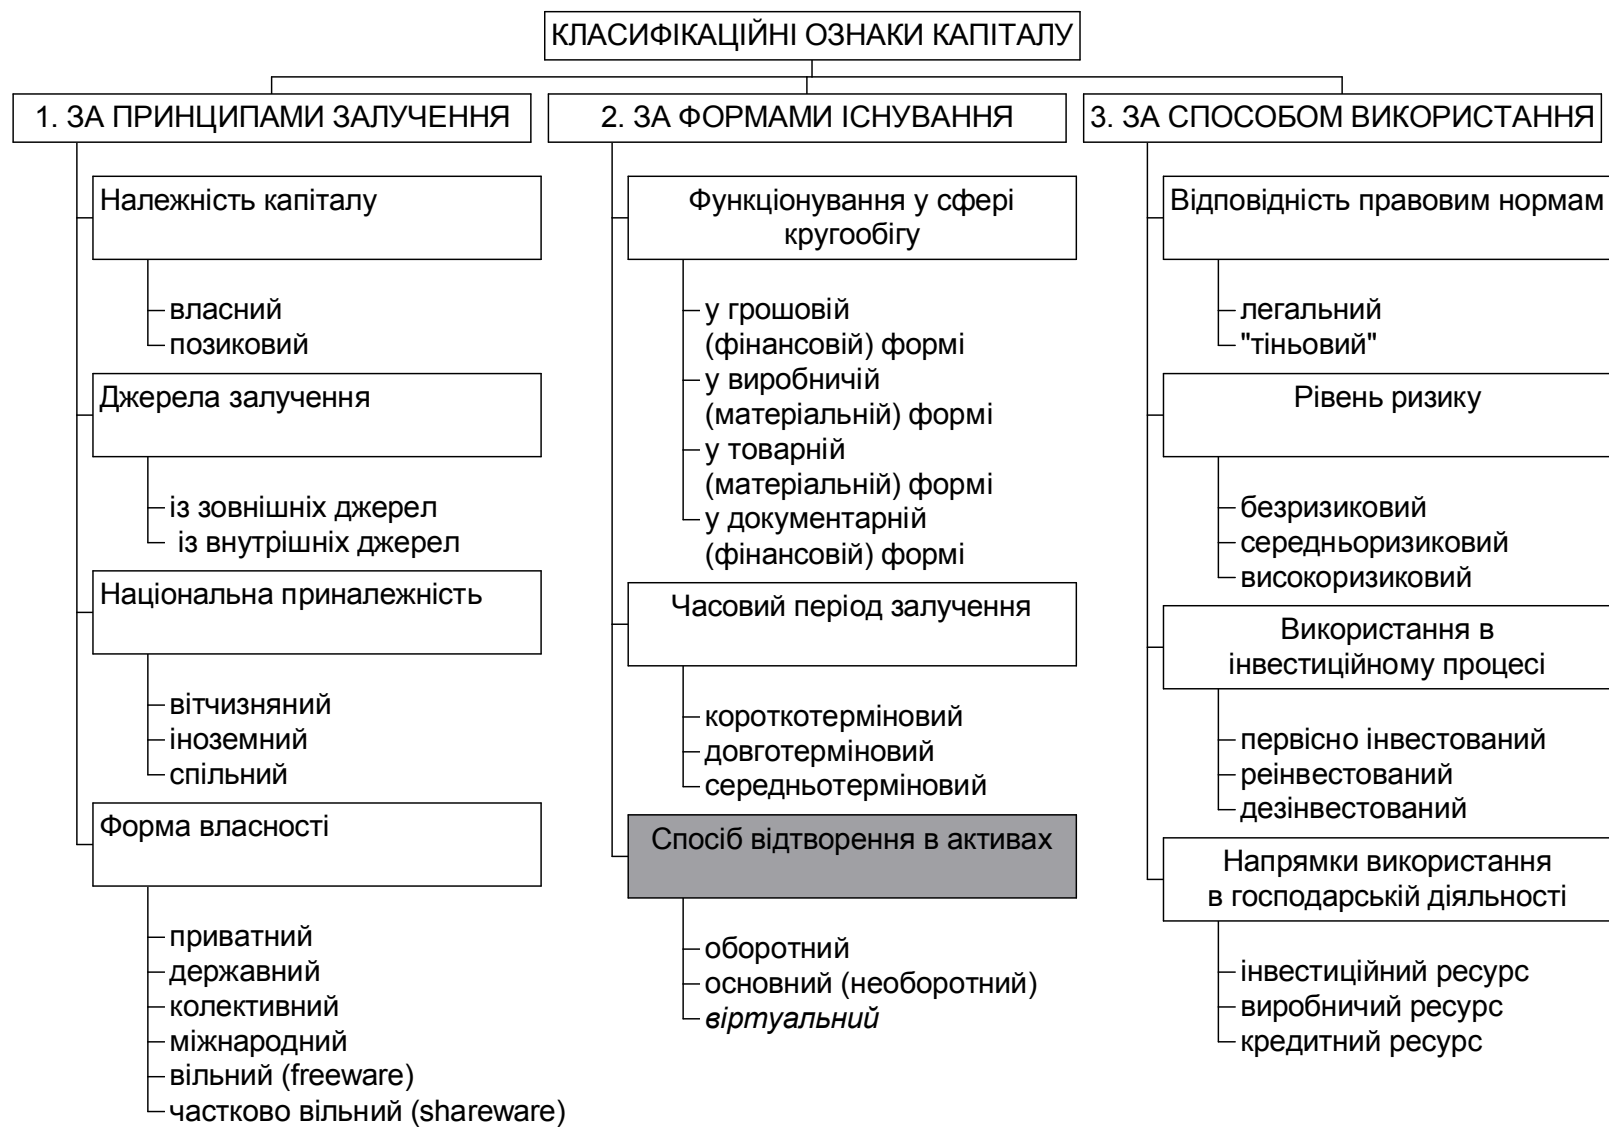 КЛАСИФІКАЦІЙНІ ОЗНАКИ КАПІТАЛУ
1. ЗА ПРИНЦИПАМИ ЗАЛУЧЕННЯ
Належність капіталу
власний
позиковий
Джерела залучення
із зовнішніх джерел
із внутрішніх джерел
Національна приналежність
вітчизняний
іноземний
спільний
Форма власності
приватний
державний
колективний
міжнародний
вільний (freeware)
частково вільний (shareware)
2. ЗА ФОРМАМИ ІСНУВАННЯ
Функціонування у сфері
кругообігу
у грошовій
(фінансовій) формі
у виробничій
(матеріальній) формі
у товарній
(матеріальній) формі
у документарній
(фінансовій) формі
Часовий період залучення
короткотерміновий
довготерміновий
середньотерміновий
Спосіб відтворення в активах
оборотний
основний (необоротний)
віртуальний
3. ЗА СПОСОБОМ ВИКОРИСТАННЯ
Відповідність правовим нормам
легальний
"тіньовий"
Рівень ризику
безризиковий
середньоризиковий
високоризиковий
Використання в
інвестиційному процесі
первісно інвестований
реінвестований
дезінвестований
Напрямки використання
в господарській діяльності
інвестиційний ресурс
виробничий ресурс
кредитний ресурс